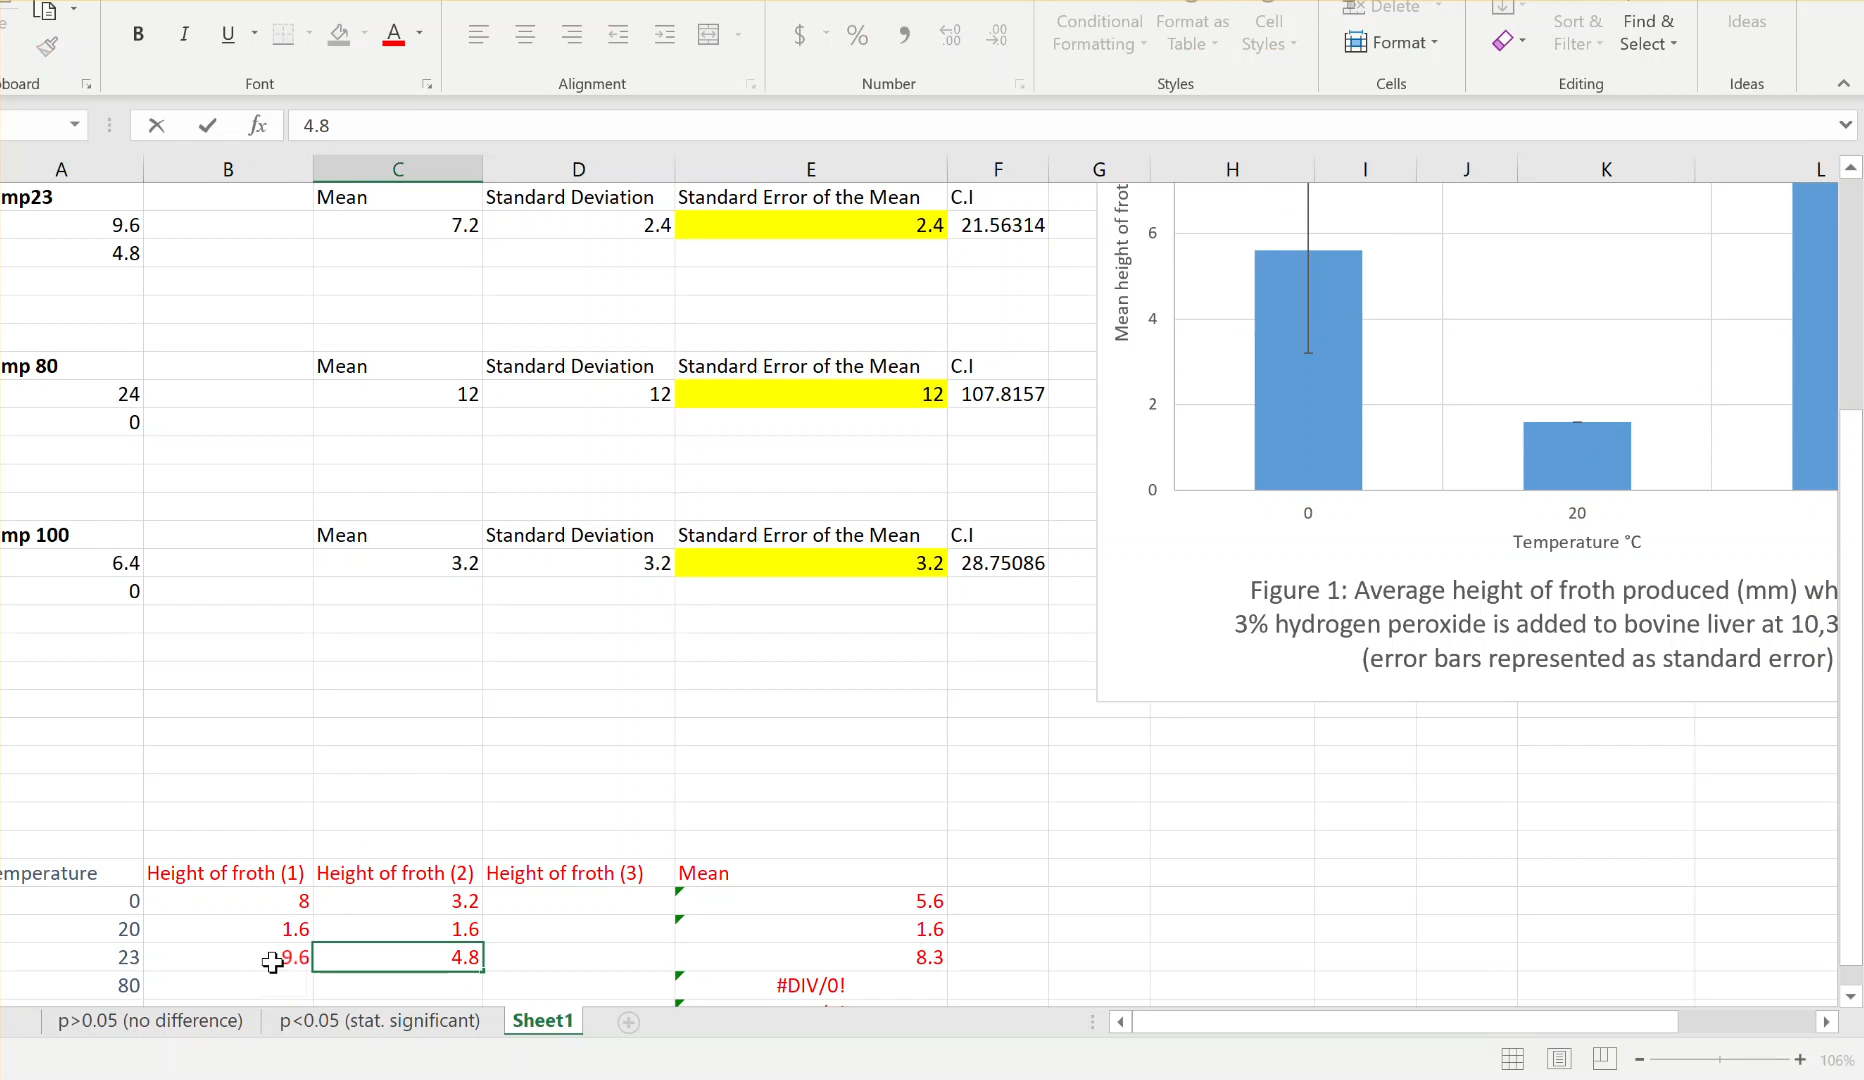 Delete
Conditional Formatting
Format as Table
Cell Styles
Format
Sort & Filter
Find & Select
Ideas
B I U A $ % 9 .00 .00
board
Font
Alignment
Number
Styles
Cells
Editing
Ideas
fx 4.8
A B C D E F G H I J K L
mp23 Mean Standard Deviation Standard Error of the Mean C.I
9.6 7.2 2.4 2.4 21.56314
4.8
mp 80 Mean Standard Deviation Standard Error of the Mean C.I
24 12 12 12 107.8157
0
mp 100 Mean Standard Deviation Standard Error of the Mean C.I
6.4 3.2 3.2 3.2 28.75086
0
Mean height of frot
6
4
2
0
0 20
Temperature °C
Figure 1: Average height of froth produced (mm) wh
3% hydrogen peroxide is added to bovine liver at 10,3
(error bars represented as standard error)
emperature Height of froth (1) Height of froth (2) Height of froth (3) Mean
0 8 3.2 5.6
20 1.6 1.6 1.6
23 9.6 4.8 8.3
80 #DIV/0!
p>0.05 (no difference) p<0.05 (stat. significant) Sheet1
106%